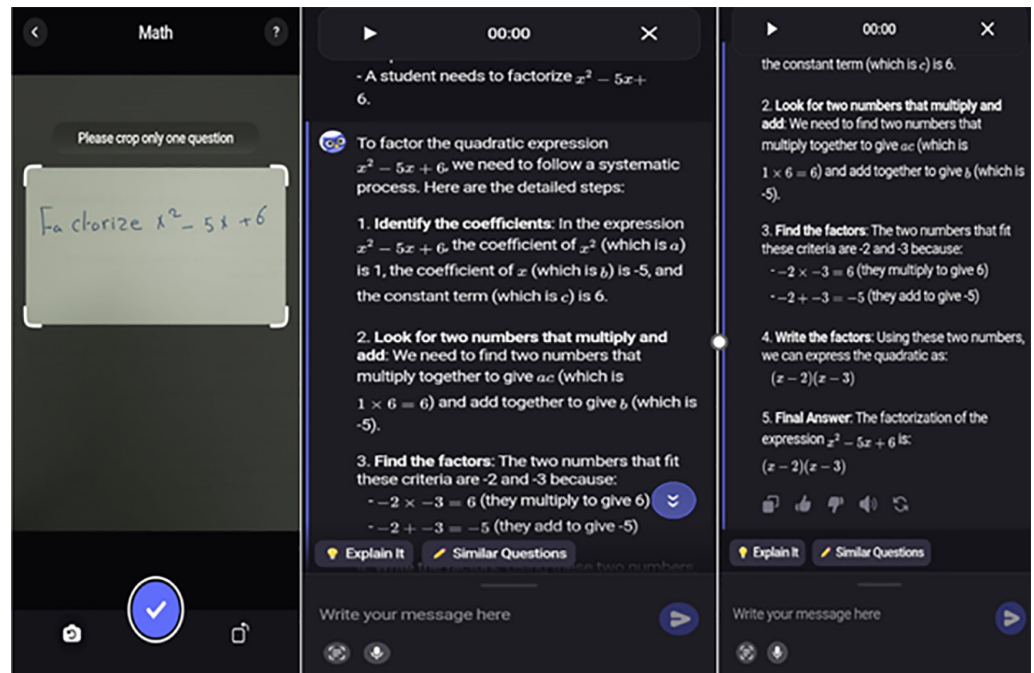 Math
?
Please crop only one question
Factorize x² - 5x + 6
00:00
- A student needs to factorize x² − 5x+
6.
To factor the quadratic expression
x² − 5x + 6, we need to follow a systematic
process. Here are the detailed steps:
1. Identify the coefficients: In the expression
x² − 5x + 6, the coefficient of x² (which is a)
is 1, the coefficient of x (which is b) is -5, and
the constant term (which is c) is 6.
2. Look for two numbers that multiply and
add: We need to find two numbers that
multiply together to give ac (which is
1 × 6 = 6) and add together to give b (which is
-5).
3. Find the factors: The two numbers that fit
these criteria are -2 and -3 because:
- −2 × −3 = 6 (they multiply to give 6)
- −2 + −3 = −5 (they add to give -5)
Explain It
Similar Questions
4. Write the factors: Using these two numbers
Write your message here
00:00
the constant term (which is c) is 6.
2. Look for two numbers that multiply and
add: We need to find two numbers that
multiply together to give ac (which is
1 × 6 = 6) and add together to give b (which is
-5).
3. Find the factors: The two numbers that fit
these criteria are -2 and -3 because:
- −2 × −3 = 6 (they multiply to give 6)
- −2 + −3 = −5 (they add to give -5)
4. Write the factors: Using these two numbers,
we can express the quadratic as:
(x − 2)(x − 3)
5. Final Answer: The factorization of the
expression x² − 5x + 6 is:
(x − 2)(x − 3)
Explain It
Similar Questions
Write your message here